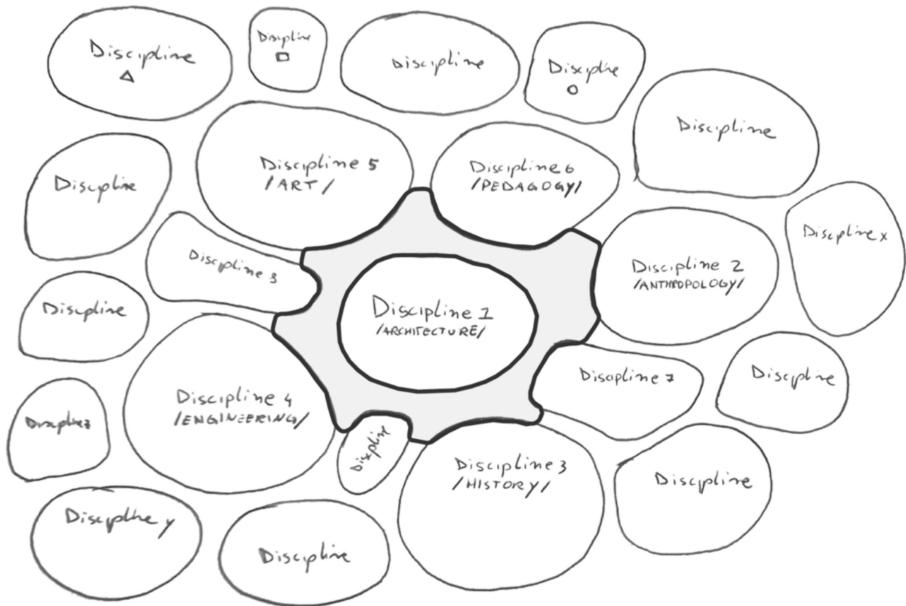 Discipline
Discipline
Discipline
Discipline
Discipline
Discipline 5
/ART/
Discipline 6
/PEDAGOGY/
Discipline
Discipline x
Discipline 3
Discipline 2
/ANTHROPOLOGY/
Discipline
Discipline 1
/ARCHITECTURE/
Discipline 7
Discipline
Discipline 4
/ENGINEERING/
Discipline
Discipline 3
/HISTORY/
Discipline
Discipline y
Discipline